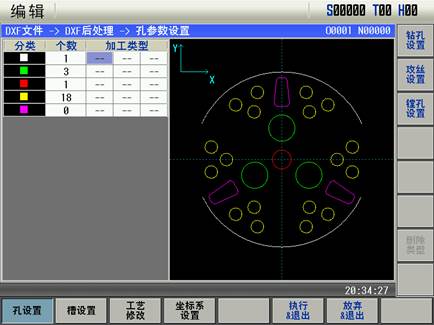 编辑
S00000 T00 H00
DXF文件 -> DXF后处理 -> 孔参数设置
O0001 N00000
分类 个数 加工类型
1 -- -- --
3 -- -- --
1 -- -- --
18 -- -- --
0 -- -- --
Y
X
钻孔
设置
攻丝
设置
镗孔
设置
删除
类型
20:34:27
孔设置
槽设置
工艺
修改
坐标系
设置
执行
&退出
放弃
&退出